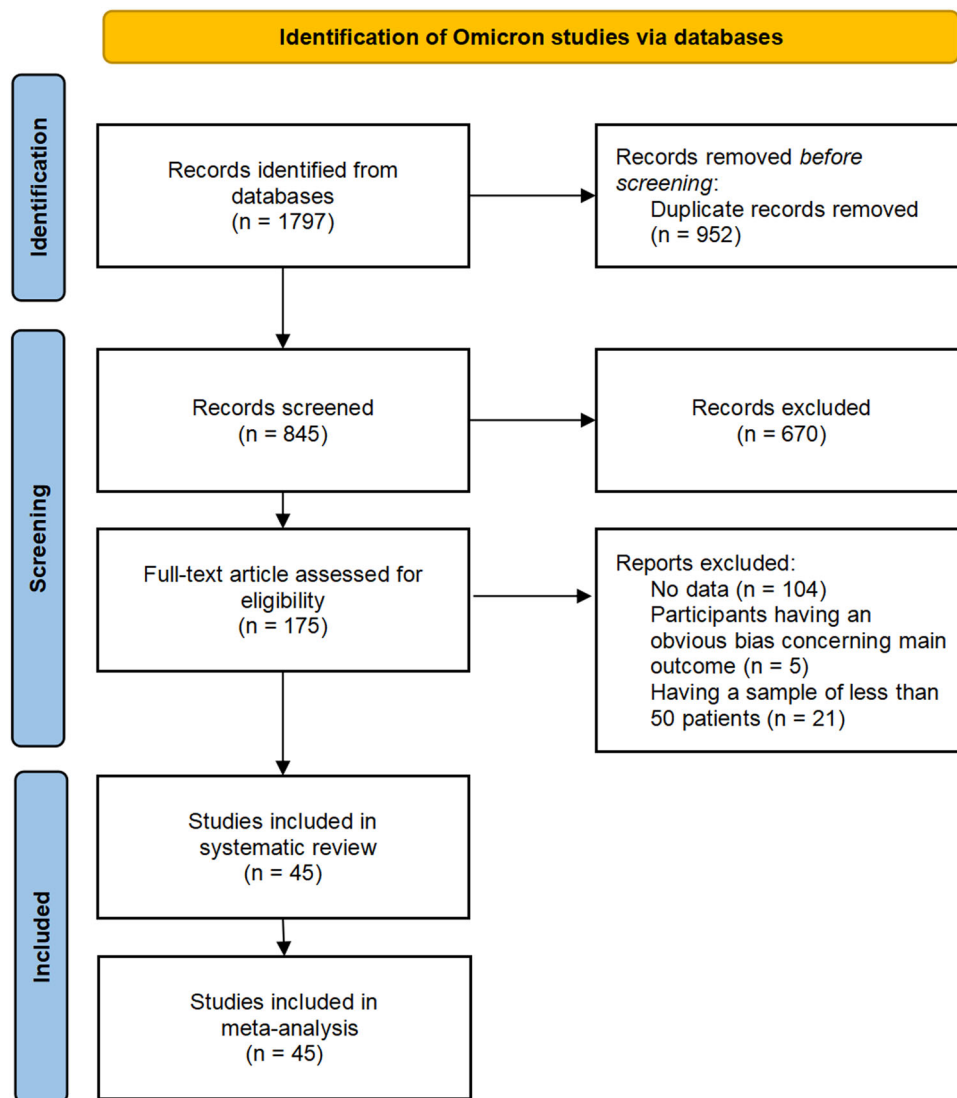 Identification of Omicron studies via databases
Identification
Records identified from
databases
(n = 1797)
Records removed before
screening:
Duplicate records removed
(n = 952)
Screening
Records screened
(n = 845)
Records excluded
(n = 670)
Full-text article assessed for
eligibility
(n = 175)
Reports excluded:
No data (n = 104)
Participants having an
obvious bias concerning main
outcome (n = 5)
Having a sample of less than
50 patients (n = 21)
Included
Studies included in
systematic review
(n = 45)
Studies included in
meta-analysis
(n = 45)